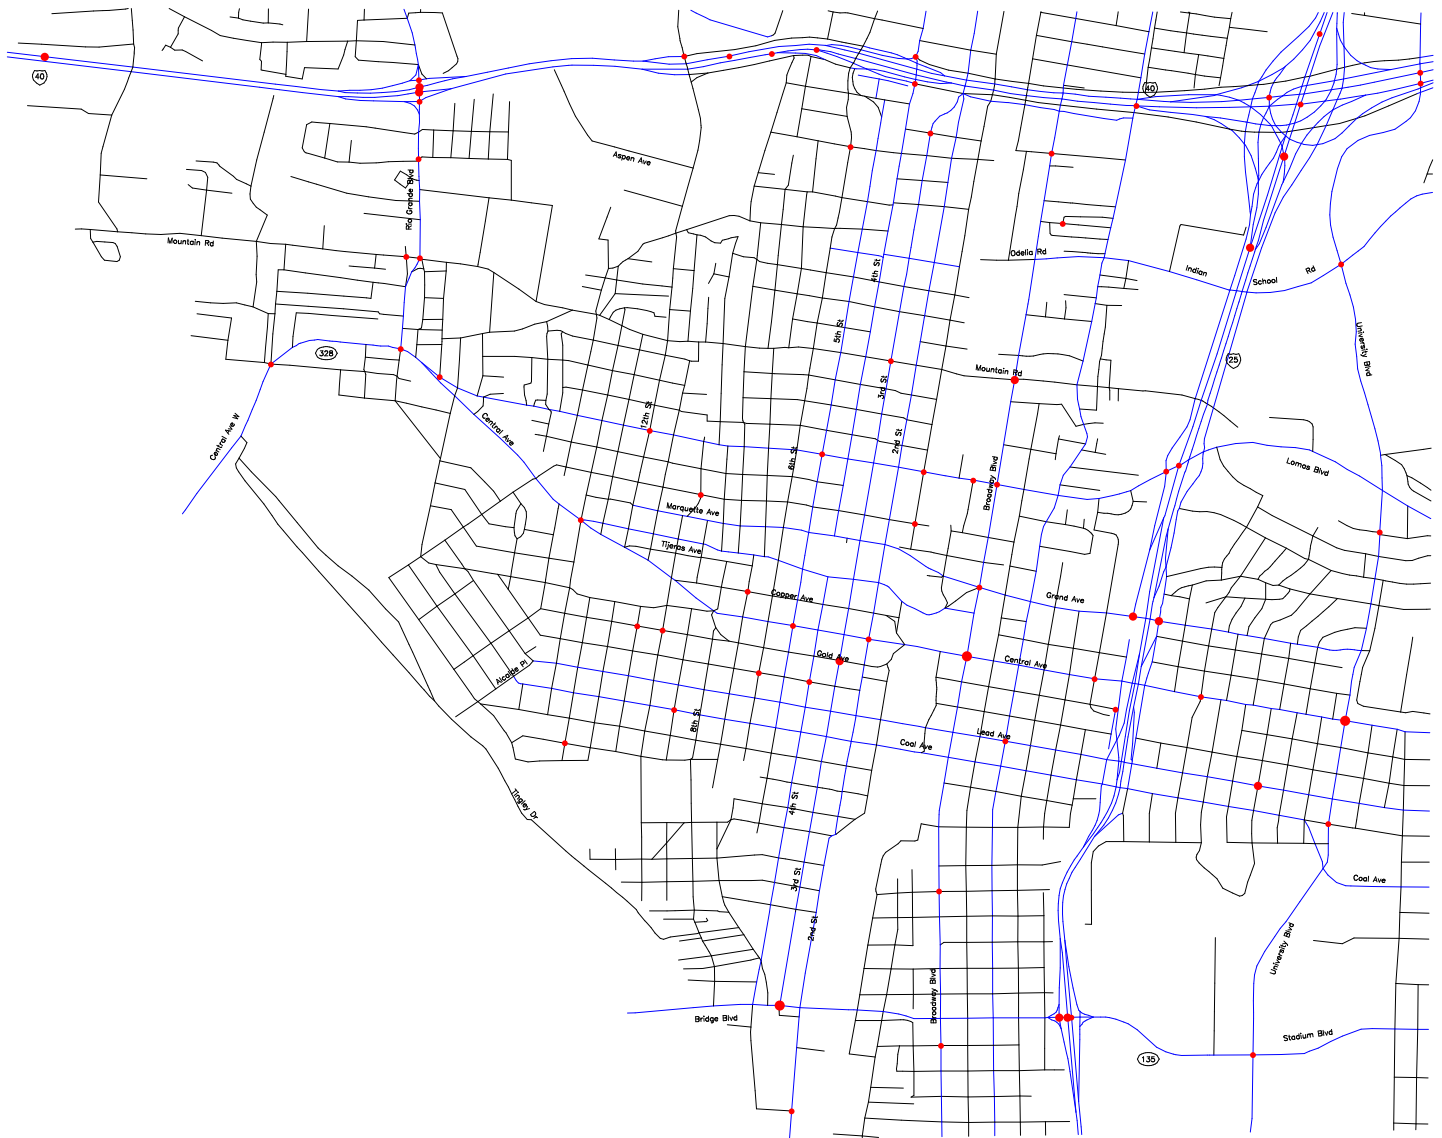 40
40
Aspen Ave
Rio Grande Blvd
Mountain Rd
Odelia Rd
Indian
School
Rd
4th St
5th St
University Blvd
328
25
Mountain Rd
3rd St
12th St
Central Ave W
Central Ave
2nd St
6th St
Broadway Blvd
Lomas Blvd
Marquette Ave
Tijeras Ave
Copper Ave
Grand Ave
Gold Ave
Central Ave
Alcalde Pl
8th St
Lead Ave
Coal Ave
Tingley Dr
4th St
3rd St
Coal Ave
2nd St
University Blvd
Broadway Blvd
Bridge Blvd
Stadium Blvd
135